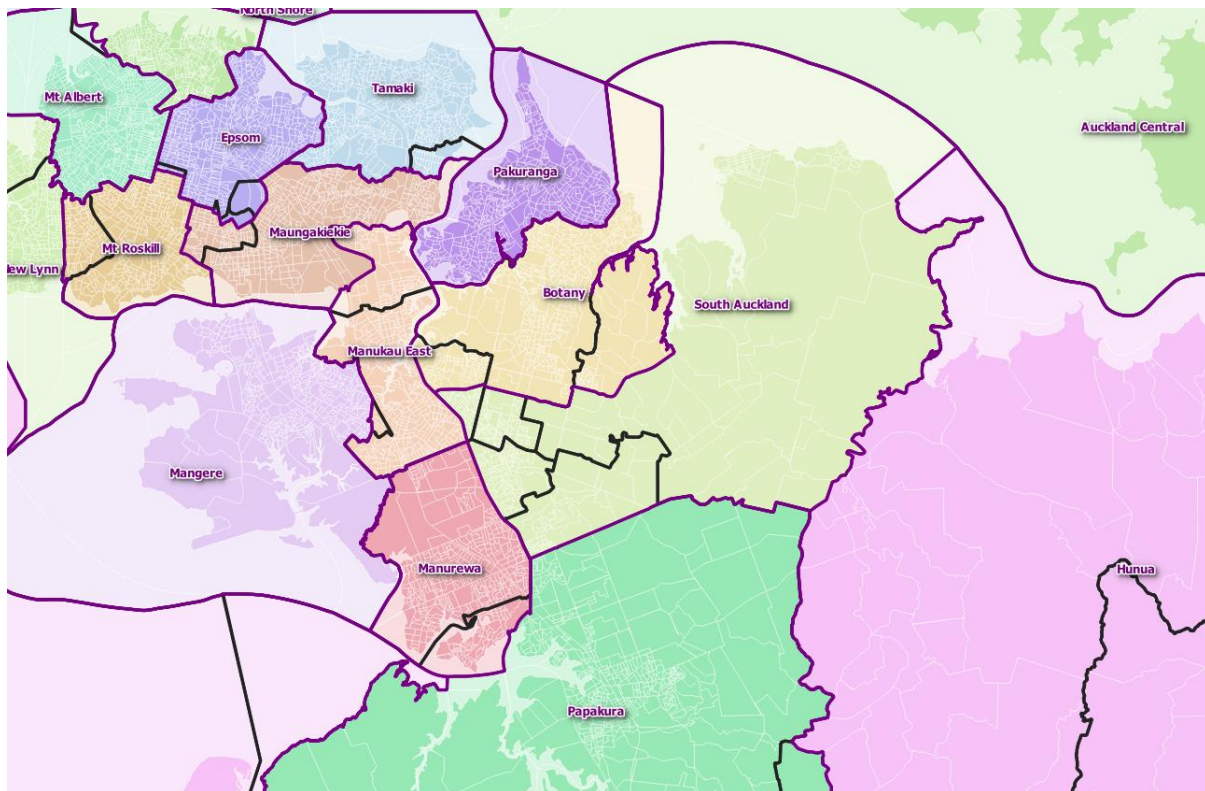 North Shore
Tamaki
Mt Albert
Auckland Central
Epsom
Pakuranga
Maungakiekie
Mt Roskill
New Lynn
Botany
South Auckland
Manukau East
Mangere
Manurewa
Hunua
Papakura